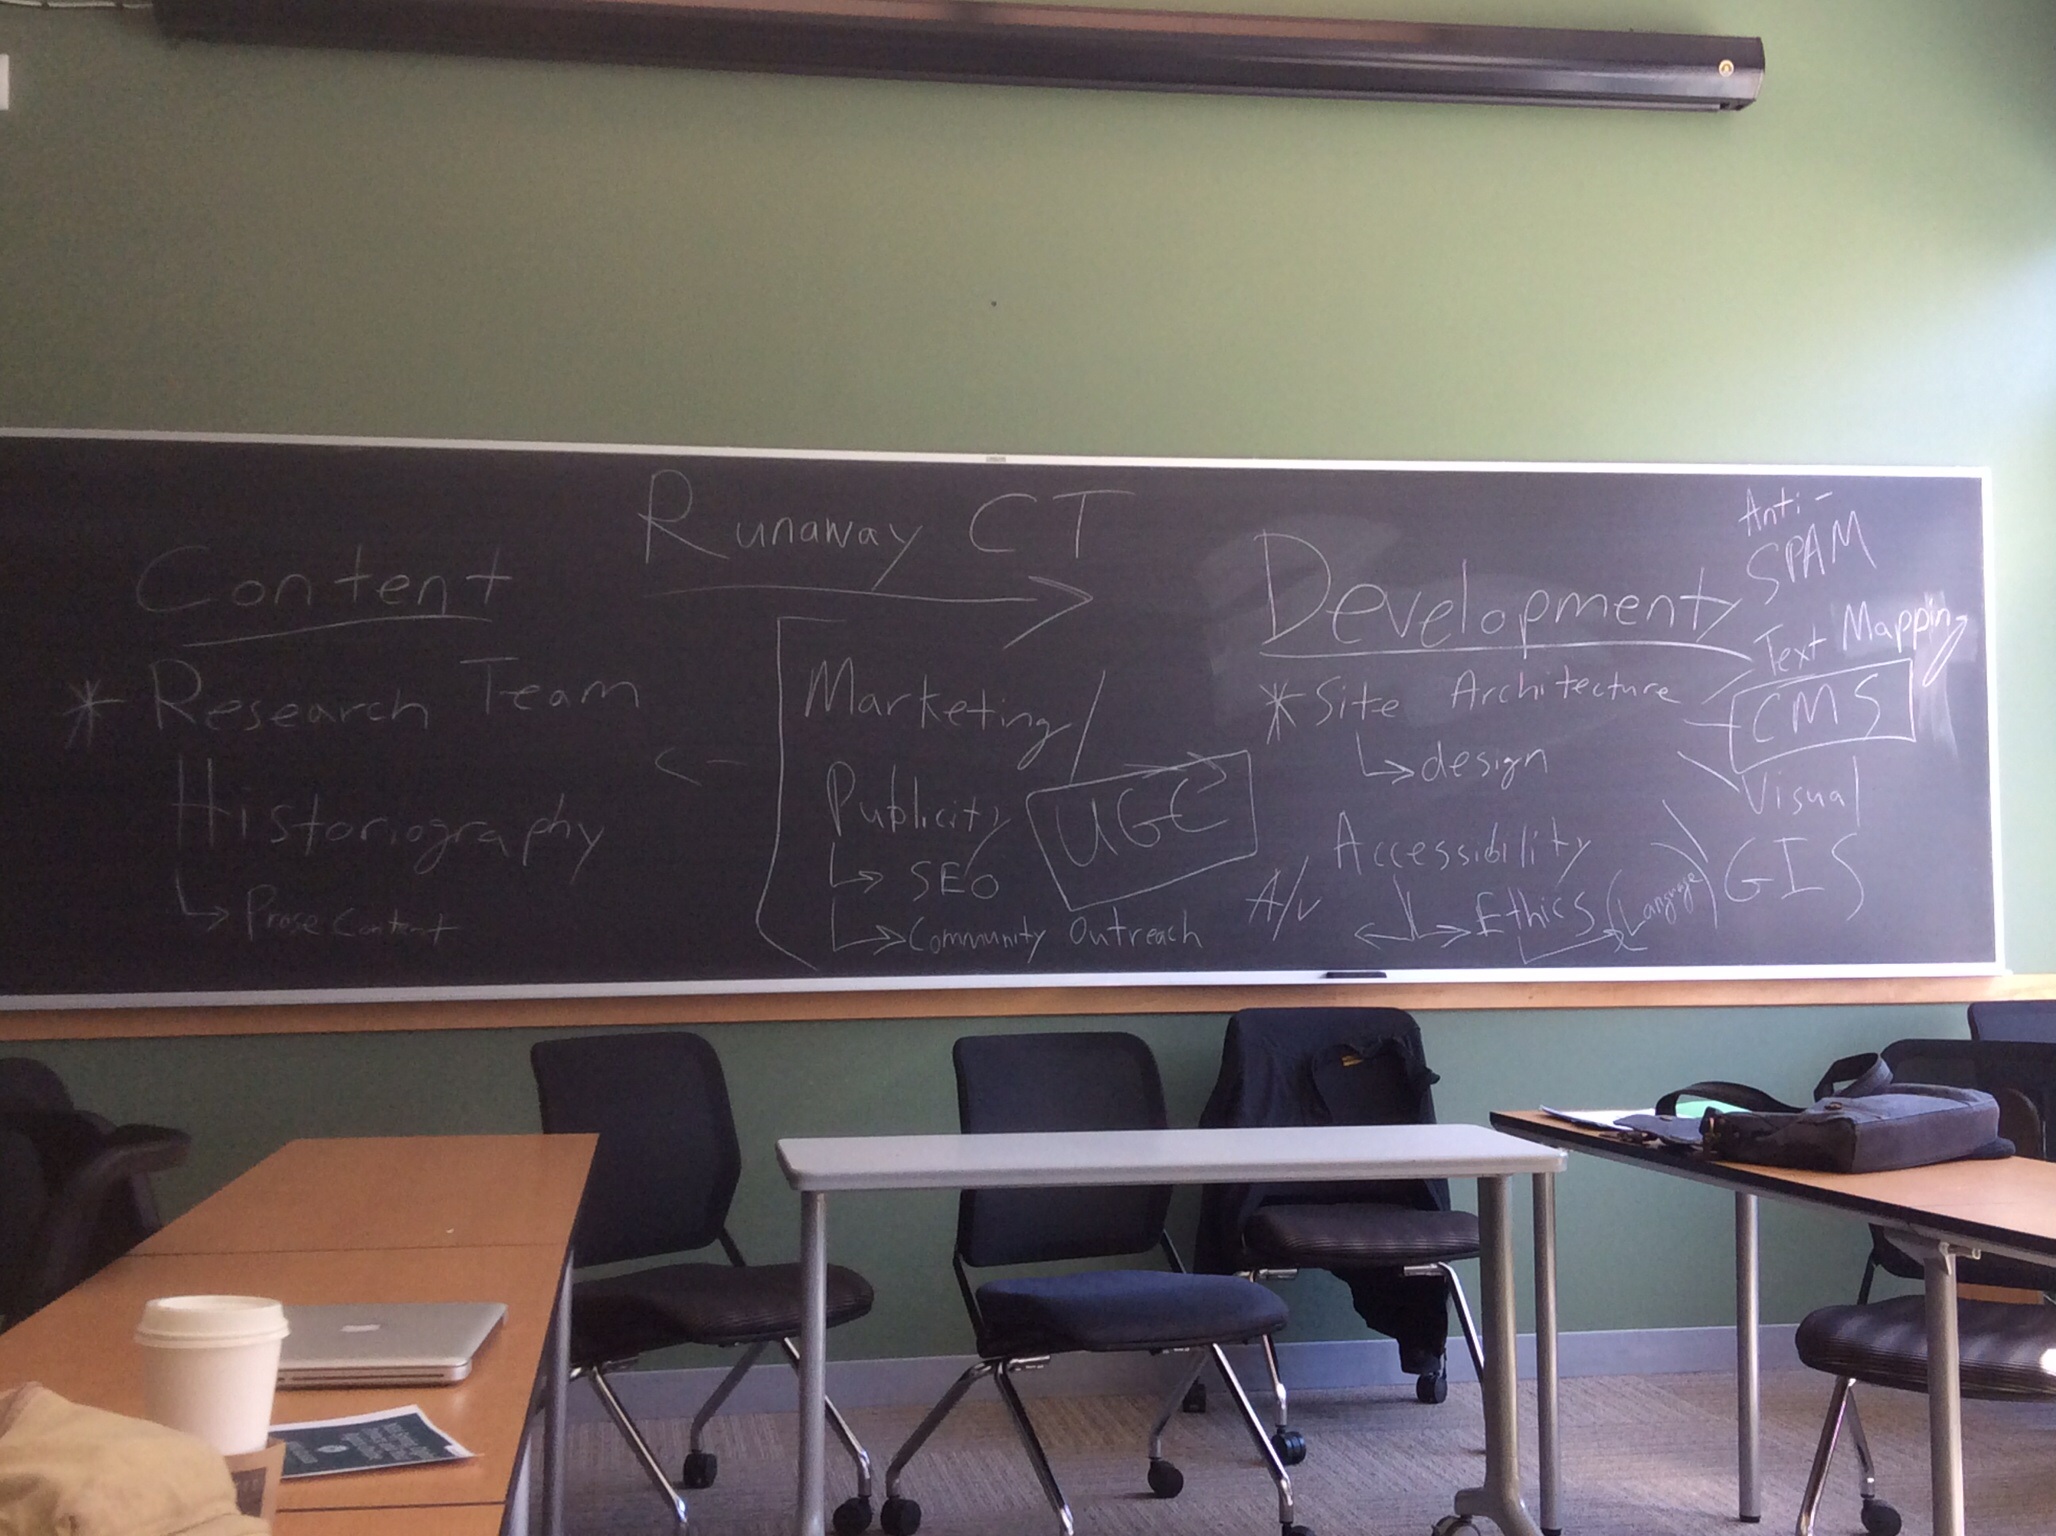 Runaway CT
Content
* Research Team
Historiography
Prose Content
Marketing/
Publicity
SEO
Community Outreach
UGC
Development
* Site Architecture
design
Accessibility
A/V
Ethics (Language)
Anti-
SPAM
Text Mapping
CMS
Visual
GIS